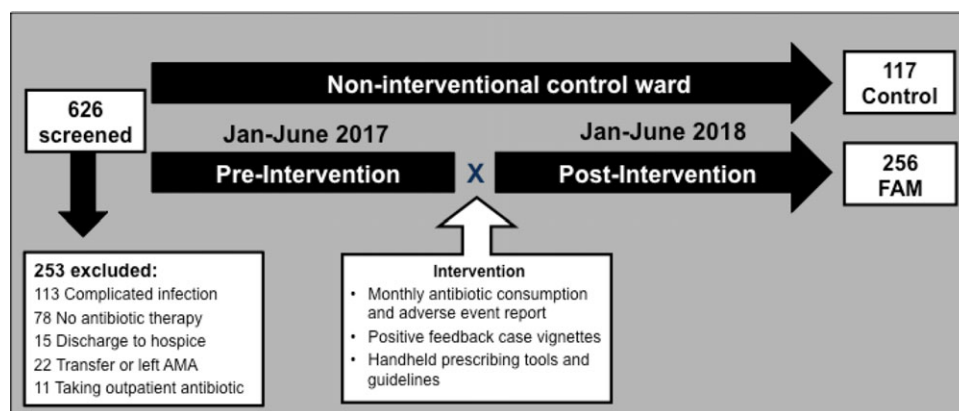 Non-interventional control ward
117
Control
626
screened
Jan-June 2017
Jan-June 2018
Pre-Intervention
X
Post-Intervention
256
FAM
253 excluded:
113 Complicated infection
78 No antibiotic therapy
15 Discharge to hospice
22 Transfer or left AMA
11 Taking outpatient antibiotic
Intervention
• Monthly antibiotic consumption
and adverse event report
• Positive feedback case vignettes
• Handheld prescribing tools and
guidelines